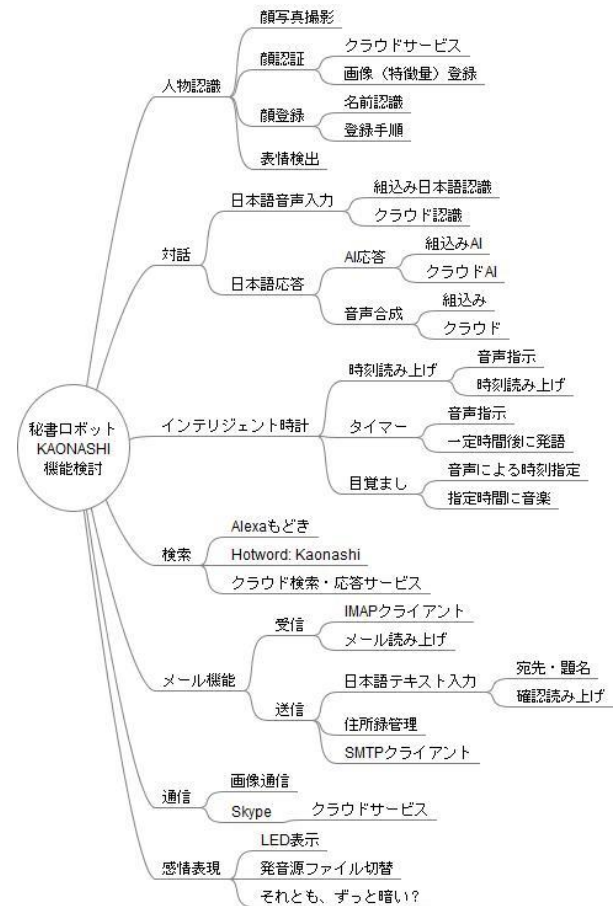 秘書ロボット
KAONASHI
機能検討
人物認識
顔写真撮影
顔認証
クラウドサービス
画像（特徴量）登録
顔登録
名前認識
登録手順
表情検出
対話
日本語音声入力
組込み日本語認識
クラウド認識
日本語応答
AI応答
組込みAI
クラウドAI
音声合成
組込み
クラウド
インテリジェント時計
時刻読み上げ
音声指示
時刻読み上げ
タイマー
音声指示
一定時間後に発語
目覚まし
音声による時刻指定
指定時間に音楽
検索
Alexaもどき
Hotword: Kaonashi
クラウド検索・応答サービス
メール機能
受信
IMAPクライアント
メール読み上げ
送信
日本語テキスト入力
宛先・題名
確認読み上げ
住所録管理
SMTPクライアント
通信
画像通信
Skype
クラウドサービス
感情表現
LED表示
発音源ファイル切替
それとも、ずっと暗い？